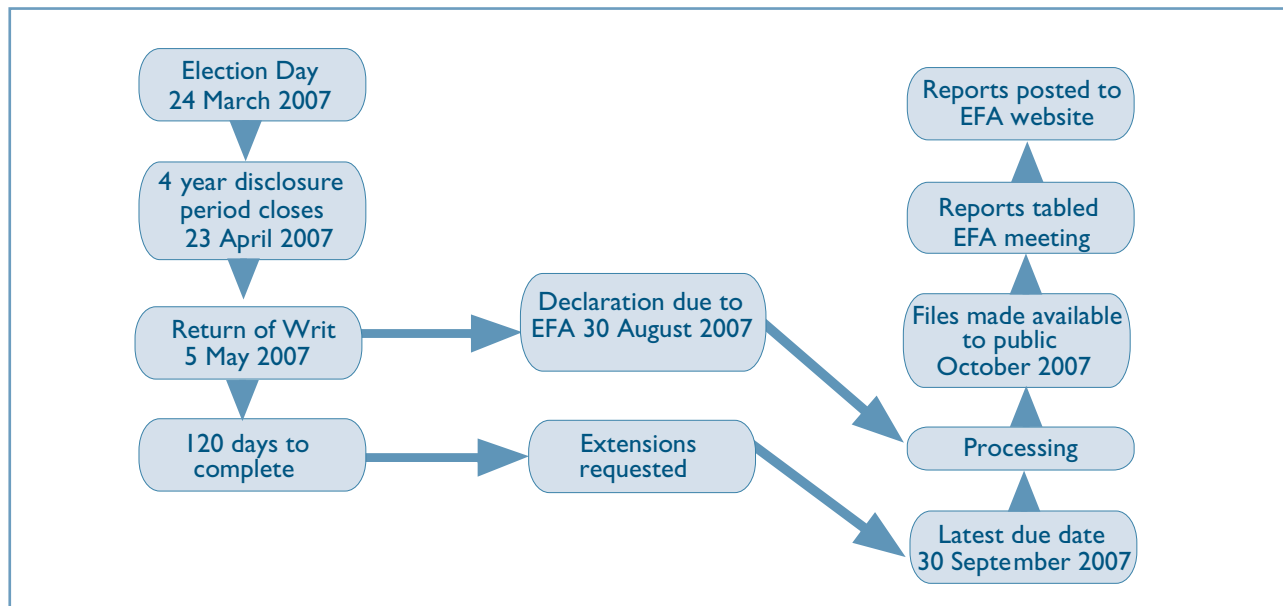 Election Day
24 March 2007
4 year disclosure
period closes
23 April 2007
Return of Writ
5 May 2007
120 days to
complete
Declaration due to
EFA 30 August 2007
Extensions
requested
Reports posted to
EFA website
Reports tabled
EFA meeting
Files made available
to public
October 2007
Processing
Latest due date
30 September 2007